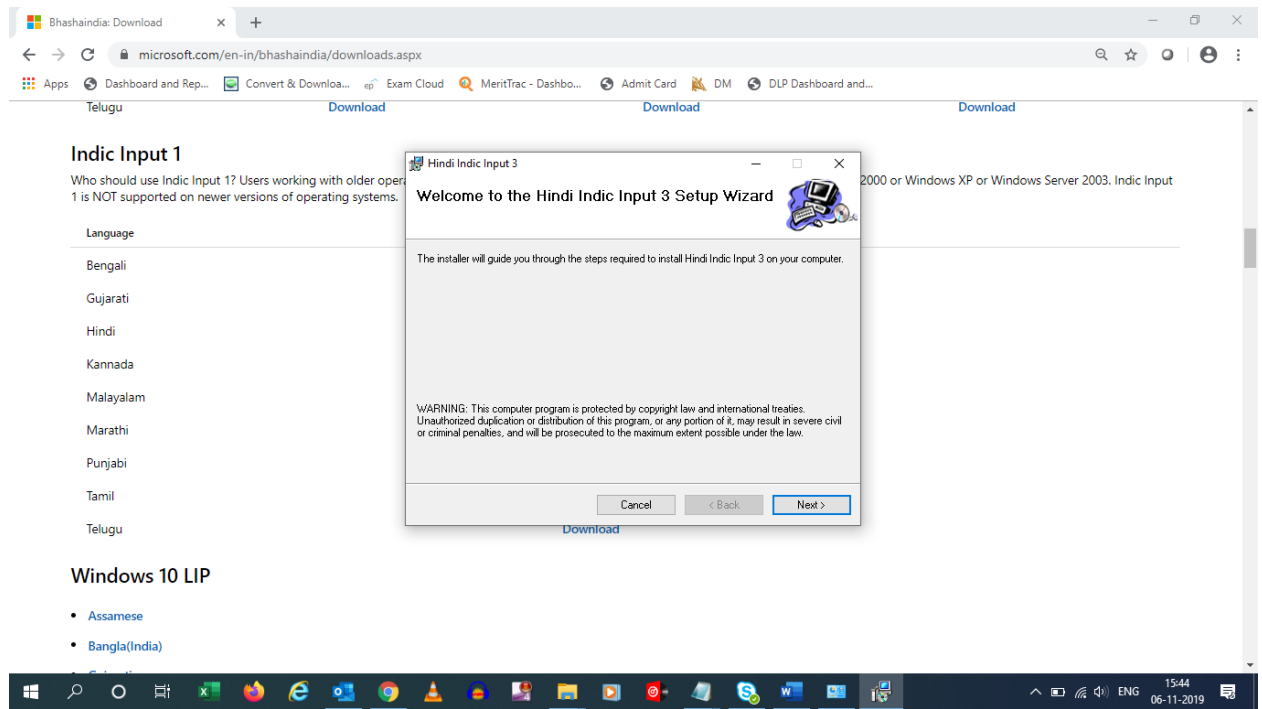 Bhashaindia: Download
microsoft.com/en-in/bhashaindia/downloads.aspx
Apps Dashboard and Rep... Convert & Downloa... Exam Cloud MeritTrac - Dashbo... Admit Card DM DLP Dashboard and...
Telugu Download Download Download
Indic Input 1
Who should use Indic Input 1? Users working with older oper 2000 or Windows XP or Windows Server 2003. Indic Input
1 is NOT supported on newer versions of operating systems.
Language
Bengali
Gujarati
Hindi
Kannada
Malayalam
Marathi
Punjabi
Tamil
Telugu Download
Hindi Indic Input 3
Welcome to the Hindi Indic Input 3 Setup Wizard
The installer will guide you through the steps required to install Hindi Indic Input 3 on your computer.
WARNING: This computer program is protected by copyright law and international treaties.
Unauthorized duplication or distribution of this program, or any portion of it, may result in severe civil
or criminal penalties, and will be prosecuted to the maximum extent possible under the law.
Cancel < Back Next >
Windows 10 LIP
• Assamese
• Bangla(India)
ENG 15:44
06-11-2019